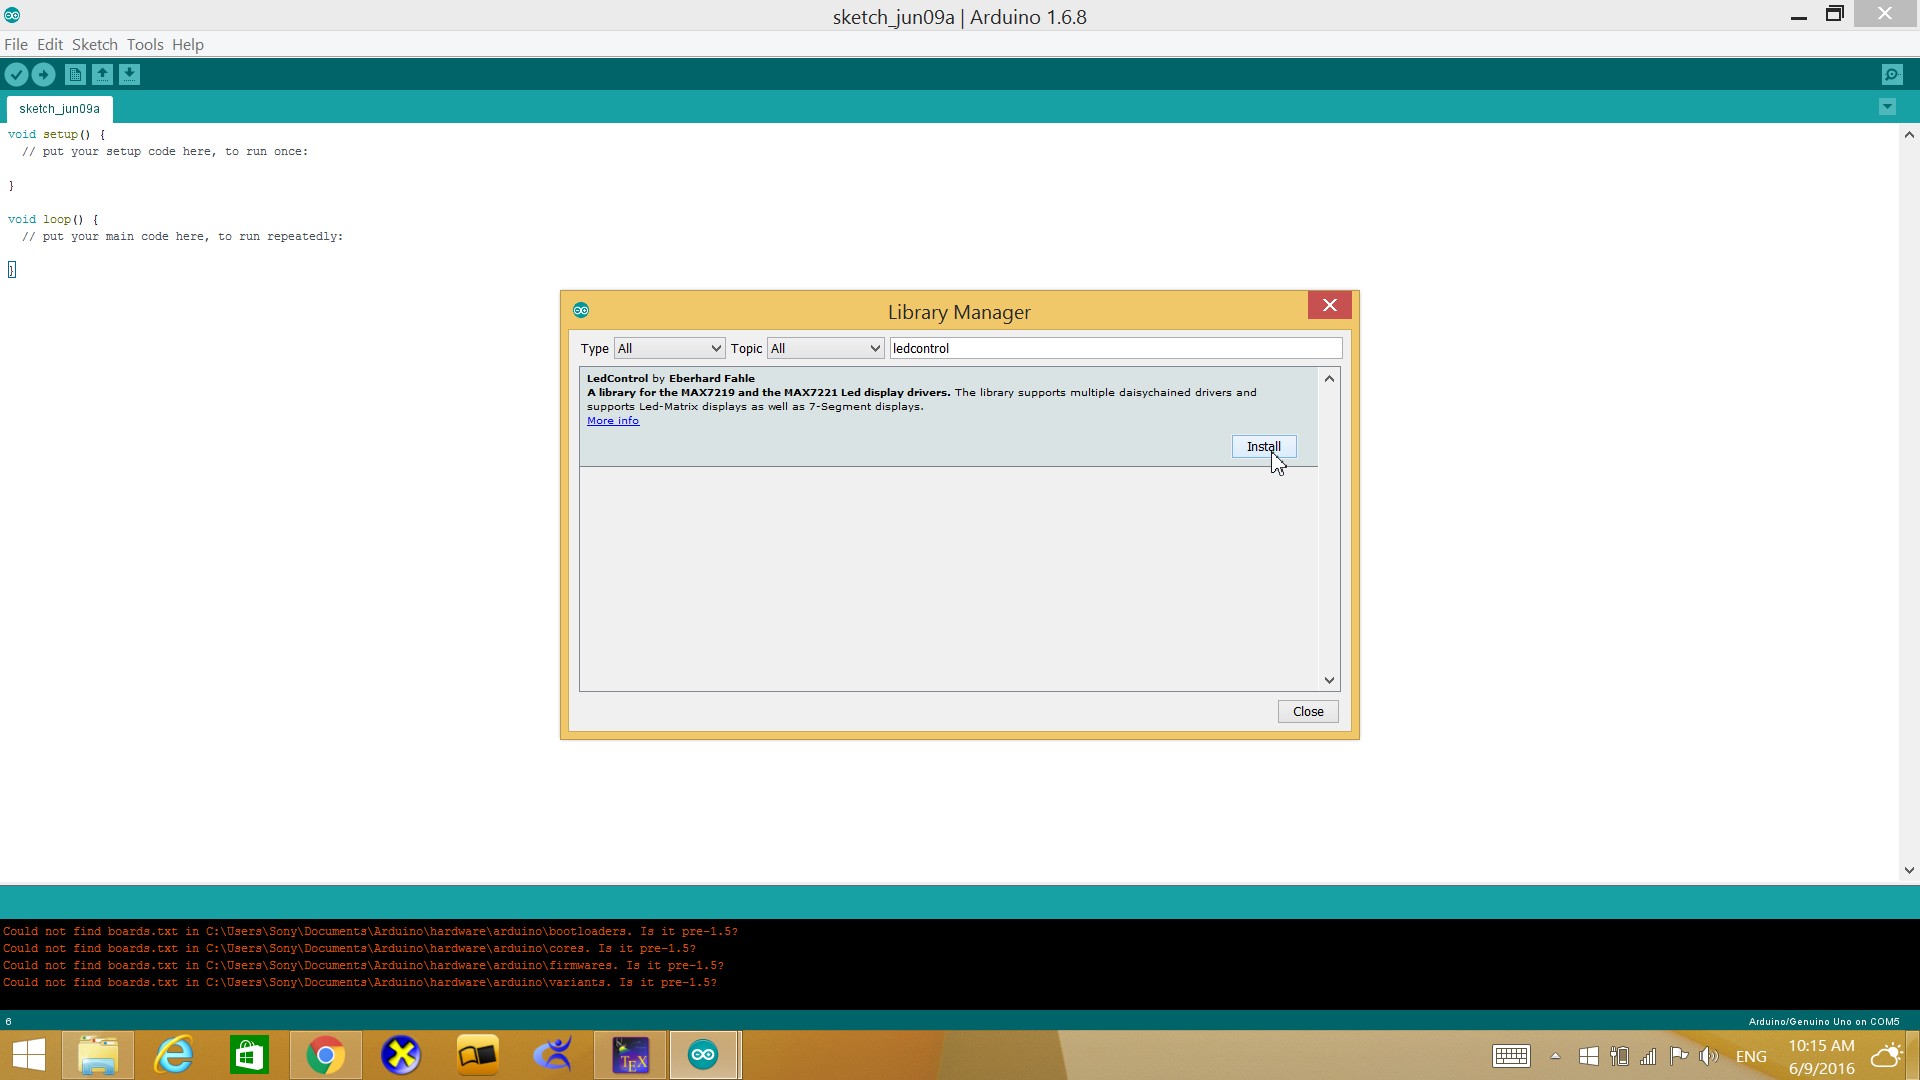 sketch_jun09a | Arduino 1.6.8
File Edit Sketch Tools Help
sketch_jun09a
void setup() {
// put your setup code here, to run once:
}
void loop() {
// put your main code here, to run repeatedly:
}
Library Manager
Type All Topic All ledcontrol
LedControl by Eberhard Fahle
A library for the MAX7219 and the MAX7221 Led display drivers. The library supports multiple daisychained drivers and
supports Led-Matrix displays as well as 7-Segment displays.
More info
Install
Close
Could not find boards.txt in C:\Users\Sony\Documents\Arduino\hardware\arduino\bootloaders. Is it pre-1.5?
Could not find boards.txt in C:\Users\Sony\Documents\Arduino\hardware\arduino\cores. Is it pre-1.5?
Could not find boards.txt in C:\Users\Sony\Documents\Arduino\hardware\arduino\firmwares. Is it pre-1.5?
Could not find boards.txt in C:\Users\Sony\Documents\Arduino\hardware\arduino\variants. Is it pre-1.5?
6
Arduino/Genuino Uno on COM5
TEX
ENG
10:15 AM
6/9/2016